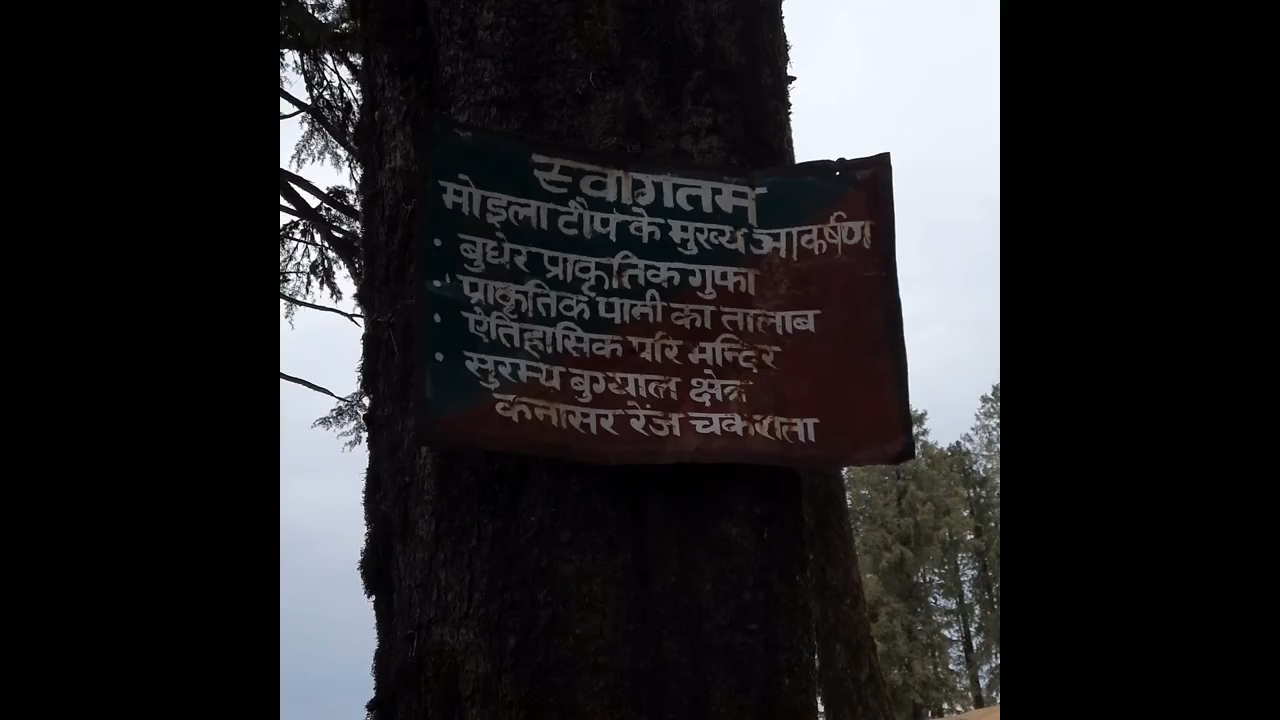 स्वागतम
मोइला टौप के मुख्य आकर्षण
• बुधेर प्राकृतिक गुफा
• प्राकृतिक पानी का तालाब
• ऐतिहासिक परि मन्दिर
• सुरम्य बुग्याल क्षेत्र
कनासर रेंज चकराता